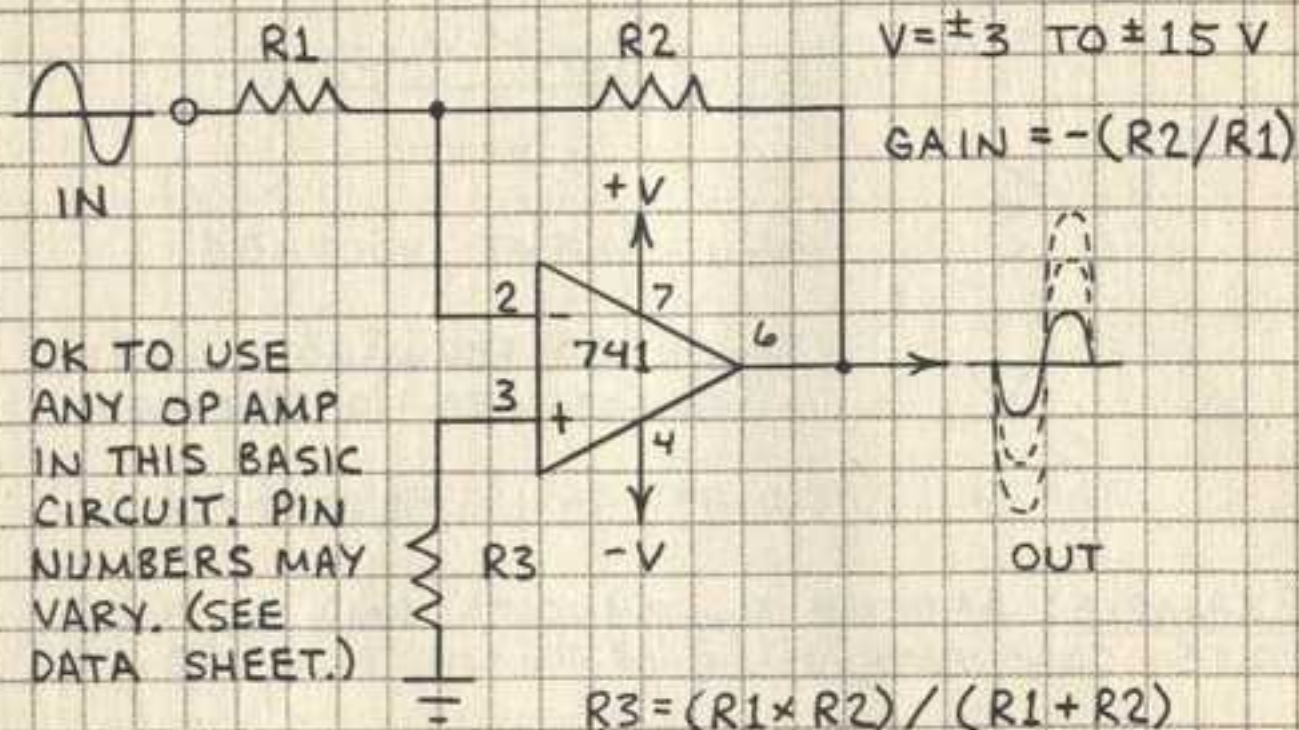 R1
R2
V=±3 TO ±15 V
GAIN = -(R2/R1)
IN
+V
2
-
7
741
6
3
+
4
OK TO USE
ANY OP AMP
IN THIS BASIC
CIRCUIT. PIN
NUMBERS MAY
VARY. (SEE
DATA SHEET.)
R3
-V
OUT
R3 = (R1 x R2) / (R1 + R2)